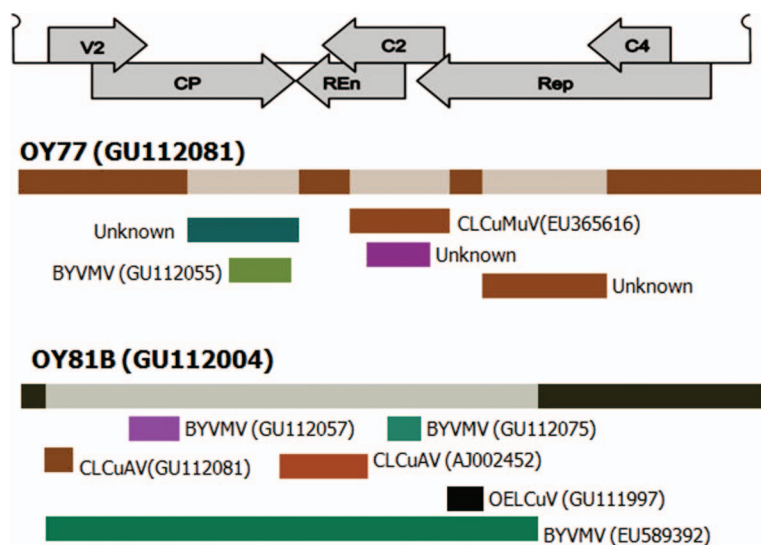 V2 C2 C4
CP REn Rep
OY77 (GU112081)
Unknown CLCuMuV(EU365616)
BYVMV (GU112055) Unknown
Unknown
OY81B (GU112004)
BYVMV (GU112057) BYVMV (GU112075)
CLCuAV(GU112081) CLCuAV (AJ002452)
OELCuV (GU111997)
BYVMV (EU589392)